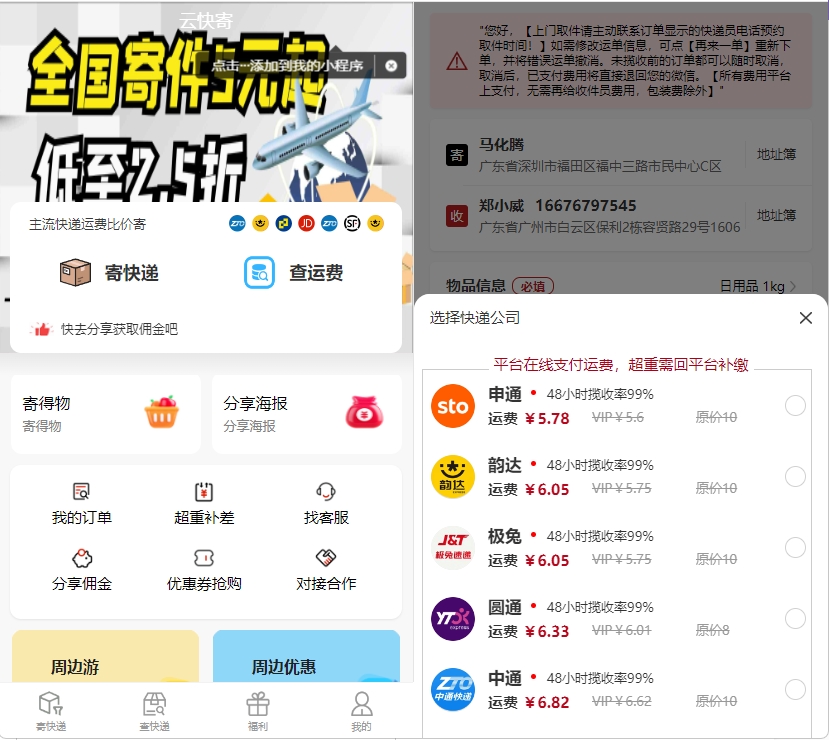 云快寄
全国寄件5元起
点击···添加到我的小程序
低至2.5折
主流快递运费比价寄
ZTO
JD
ZTO
SF
寄快递
查运费
快去分享获取佣金吧
寄得物
寄得物
分享海报
分享海报
我的订单
超重补差
找客服
分享佣金
优惠券抢购
对接合作
周边游
周边优惠
寄快递
查快递
福利
我的
"您好,【上门取件请主动联系订单显示的快递员电话预约
取件时间！】如需修改运单信息，可点【再来一单】重新下
单，并将错误运单撤消。未揽收前的订单都可以随时取消，
取消后，已支付费用将直接退回您的微信。【所有费用平台
上支付，无需再给收件员费用，包装费除外】"
寄
马化腾
广东省深圳市福田区福中三路市民中心C区
地址簿
收
郑小威 16676797545
广东省广州市白云区保利2栋容贤路29号1606
地址簿
物品信息 必填
日用品 1kg
选择快递公司
平台在线支付运费，超重需回平台补缴
sto
申通 • 48小时揽收率99%
运费 ￥5.78 VIP￥5.6 原价10
韵达
韵达 • 48小时揽收率99%
运费 ￥6.05 VIP￥5.75 原价10
J&T
极兔速递
极兔 • 48小时揽收率99%
运费 ￥6.05 VIP￥5.75 原价10
YTO
express
圆通 • 48小时揽收率99%
运费 ￥6.33 VIP￥6.01 原价8
ZTO
中通快递
中通 • 48小时揽收率99%
运费 ￥6.82 VIP￥6.62 原价10